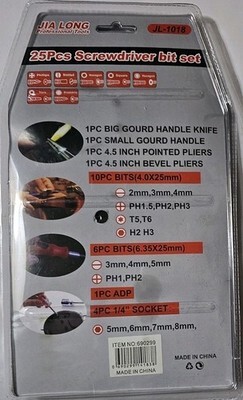 JIA LONG
Professional Tools
JL-1018
25Pcs Screwdriver bit set
1PC BIG GOURD HANDLE KNIFE
1PC SMALL GOURD HANDLE
1PC 4.5 INCH POINTED PLIERS
1PC 4.5 INCH BEVEL PLIERS
10PC BITS(4.0X25mm)
2mm,3mm,4mm
PH1.5,PH2,PH3
T5,T6
H2 H3
6PC BITS(6.35X25mm)
3mm,4mm,5mm
PH1,PH2
1PC ADP
4PC 1/4" SOCKET
5mm,6mm,7mm,8mm,
ITEM NO:690299
MADE IN CHINA
MADE IN CHINA